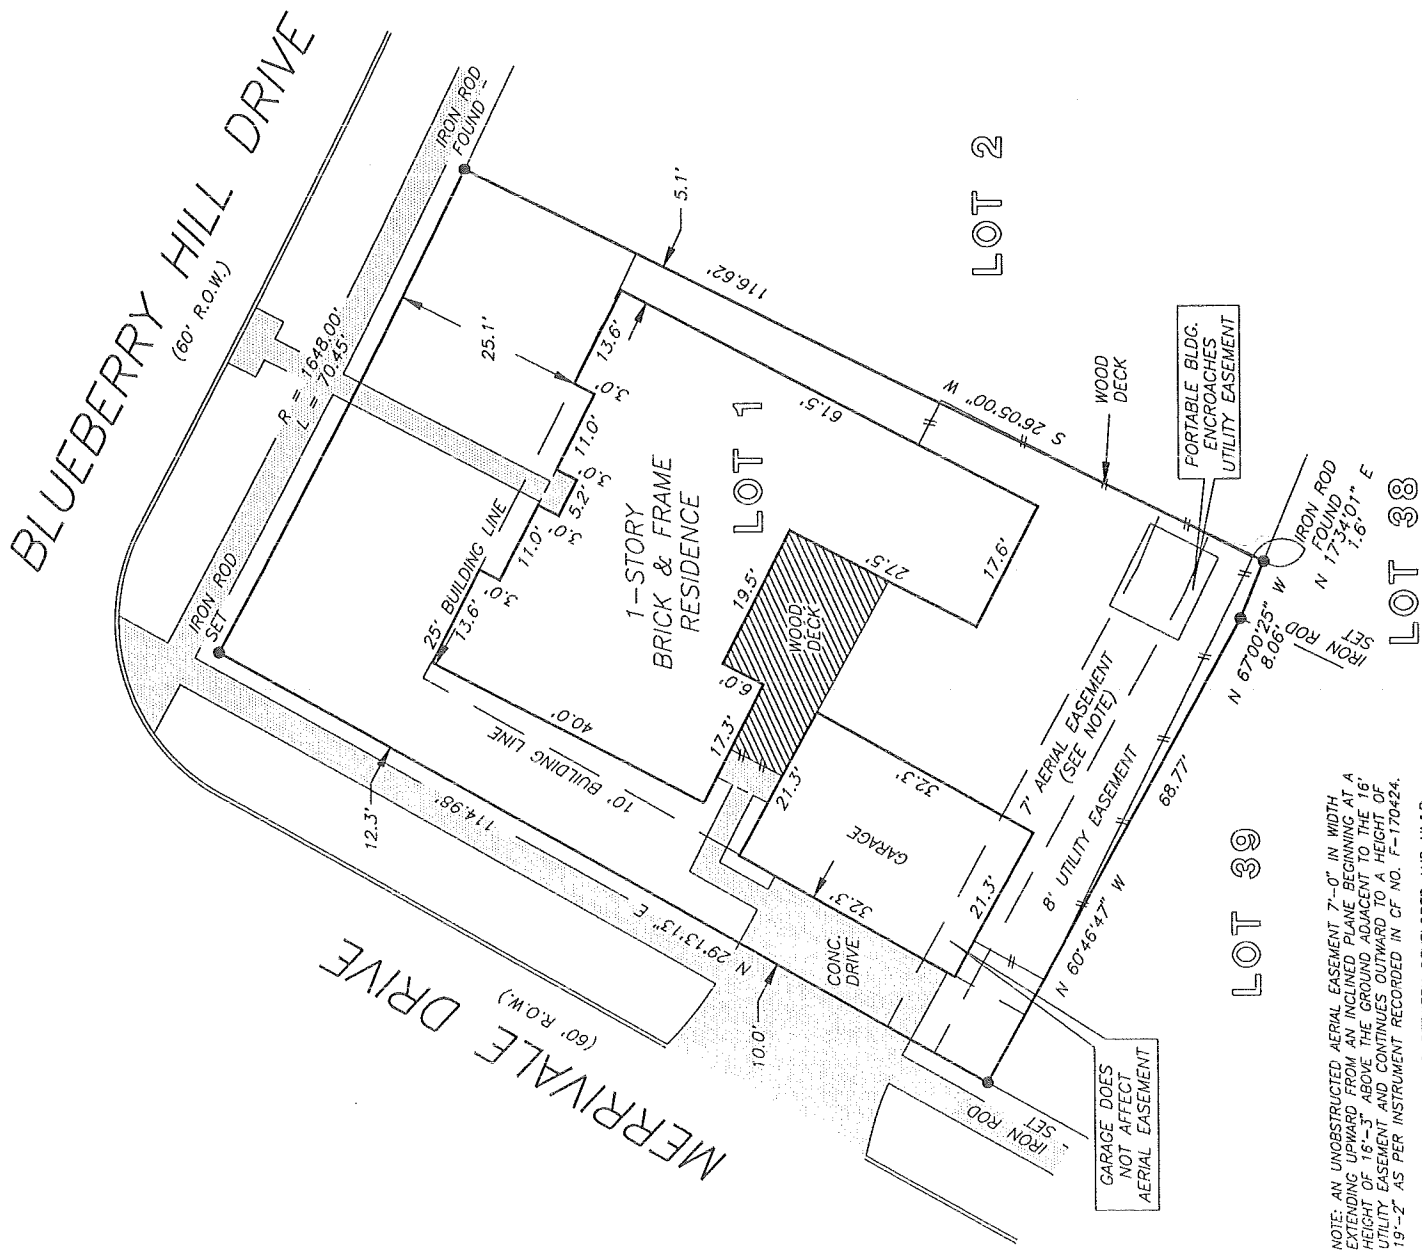 BLUEBERRY HILL DRIVE
(60' R.O.W.)
IRON ROD
FOUND
R = 1648.00'
L = 70.45'
IRON ROD
SET
25.1'
5.1'
116.62'
S 26°05'00" W
LOT 2
25' BUILDING LINE
13.6'
3.0'
11.0'
3.0'
5.2'
3.0'
11.0'
3.0'
13.6'
1-STORY
BRICK & FRAME
RESIDENCE
LOT 1
61.5'
40.0'
10' BUILDING LINE
12.3'
114.98'
N 29°13'13" E
MERRIVALE DRIVE
(60' R.O.W.)
17.3'
6.0'
19.5'
27.5'
17.6'
WOOD
DECK
WOOD
DECK
21.3'
32.3'
GARAGE
32.3'
21.3'
CONC.
DRIVE
10.0'
7' AERIAL EASEMENT
(SEE NOTE)
8' UTILITY EASEMENT
PORTABLE BLDG.
ENCROACHES
UTILITY EASEMENT
IRON ROD
FOUND
N 17°34'01" E
1.6'
N 67°00'25" W
8.06'
IRON ROD
SET
LOT 38
68.77'
N 60°46'47" W
LOT 39
GARAGE DOES
NOT AFFECT
AERIAL EASEMENT
IRON ROD
SET
NOTE: AN UNOBSTRUCTED AERIAL EASEMENT 7'-0" IN WIDTH
EXTENDING UPWARD FROM AN INCLINED PLANE BEGINNING AT A
HEIGHT OF 16'-3" ABOVE THE GROUND ADJACENT TO THE 16'
UTILITY EASEMENT AND CONTINUES OUTWARD TO A HEIGHT OF
19'-2" AS PER INSTRUMENT RECORDED IN CF NO. F-170424.